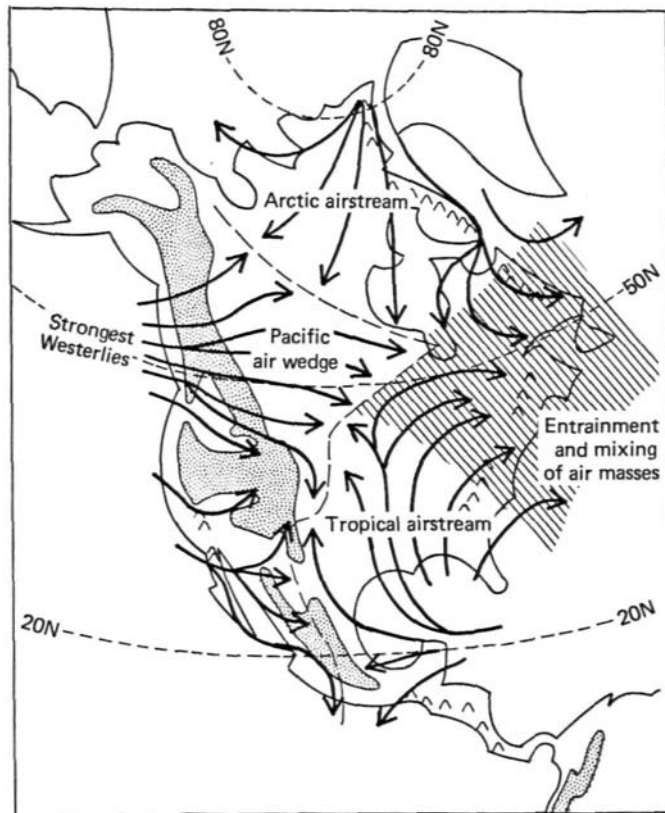 80N
80N
Arctic airstream
50N
Strongest
Westerlies
Pacific
air wedge
Entrainment
and mixing
of air masses
Tropical airstream
20N
20N